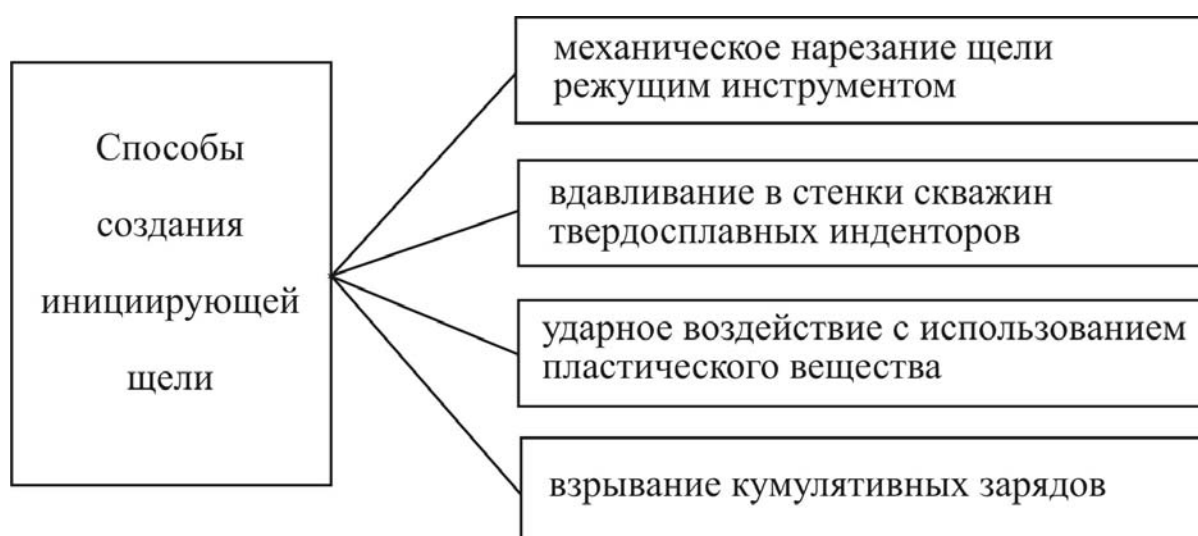 Способы
создания
инициирующей
щели
механическое нарезание щели
режущим инструментом
вдавливание в стенки скважин
твердосплавных инденторов
ударное воздействие с использованием
пластического вещества
взрывание кумулятивных зарядов